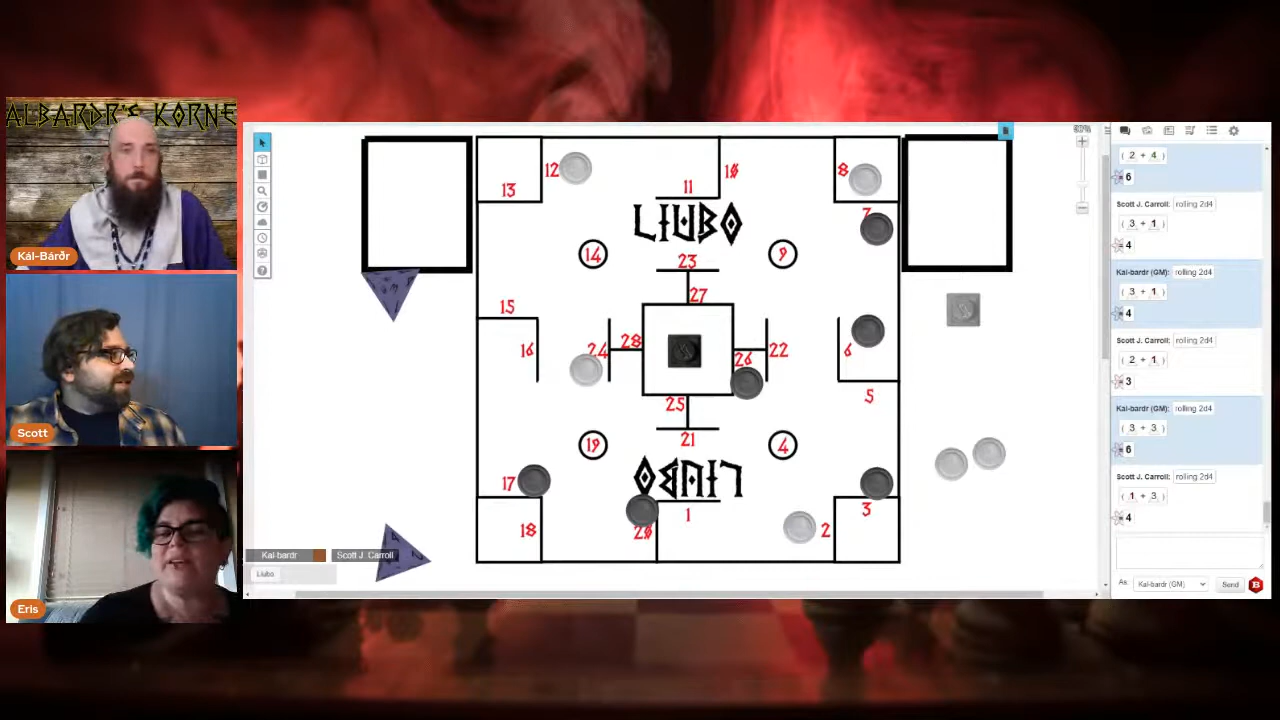 ALBARÐR'S KORNE
Kál-Bárðr
Scott
Eris
Kal-bardr
Scott J. Carroll
Liubo
13
12
11
10
8
7
LIUBO
14
9
23
27
15
16
24
28
26
22
6
5
25
21
19
4
LIUBO
17
18
20
1
2
3
( 2 + 4 )
6
Scott J. Carroll: rolling 2d4
( 3 + 1 )
4
Kal-bardr (GM): rolling 2d4
( 3 + 1 )
4
Scott J. Carroll: rolling 2d4
( 2 + 1 )
3
Kal-bardr (GM): rolling 2d4
( 3 + 3 )
6
Scott J. Carroll: rolling 2d4
( 1 + 3 )
4
As: Kal-bardr (GM) Send